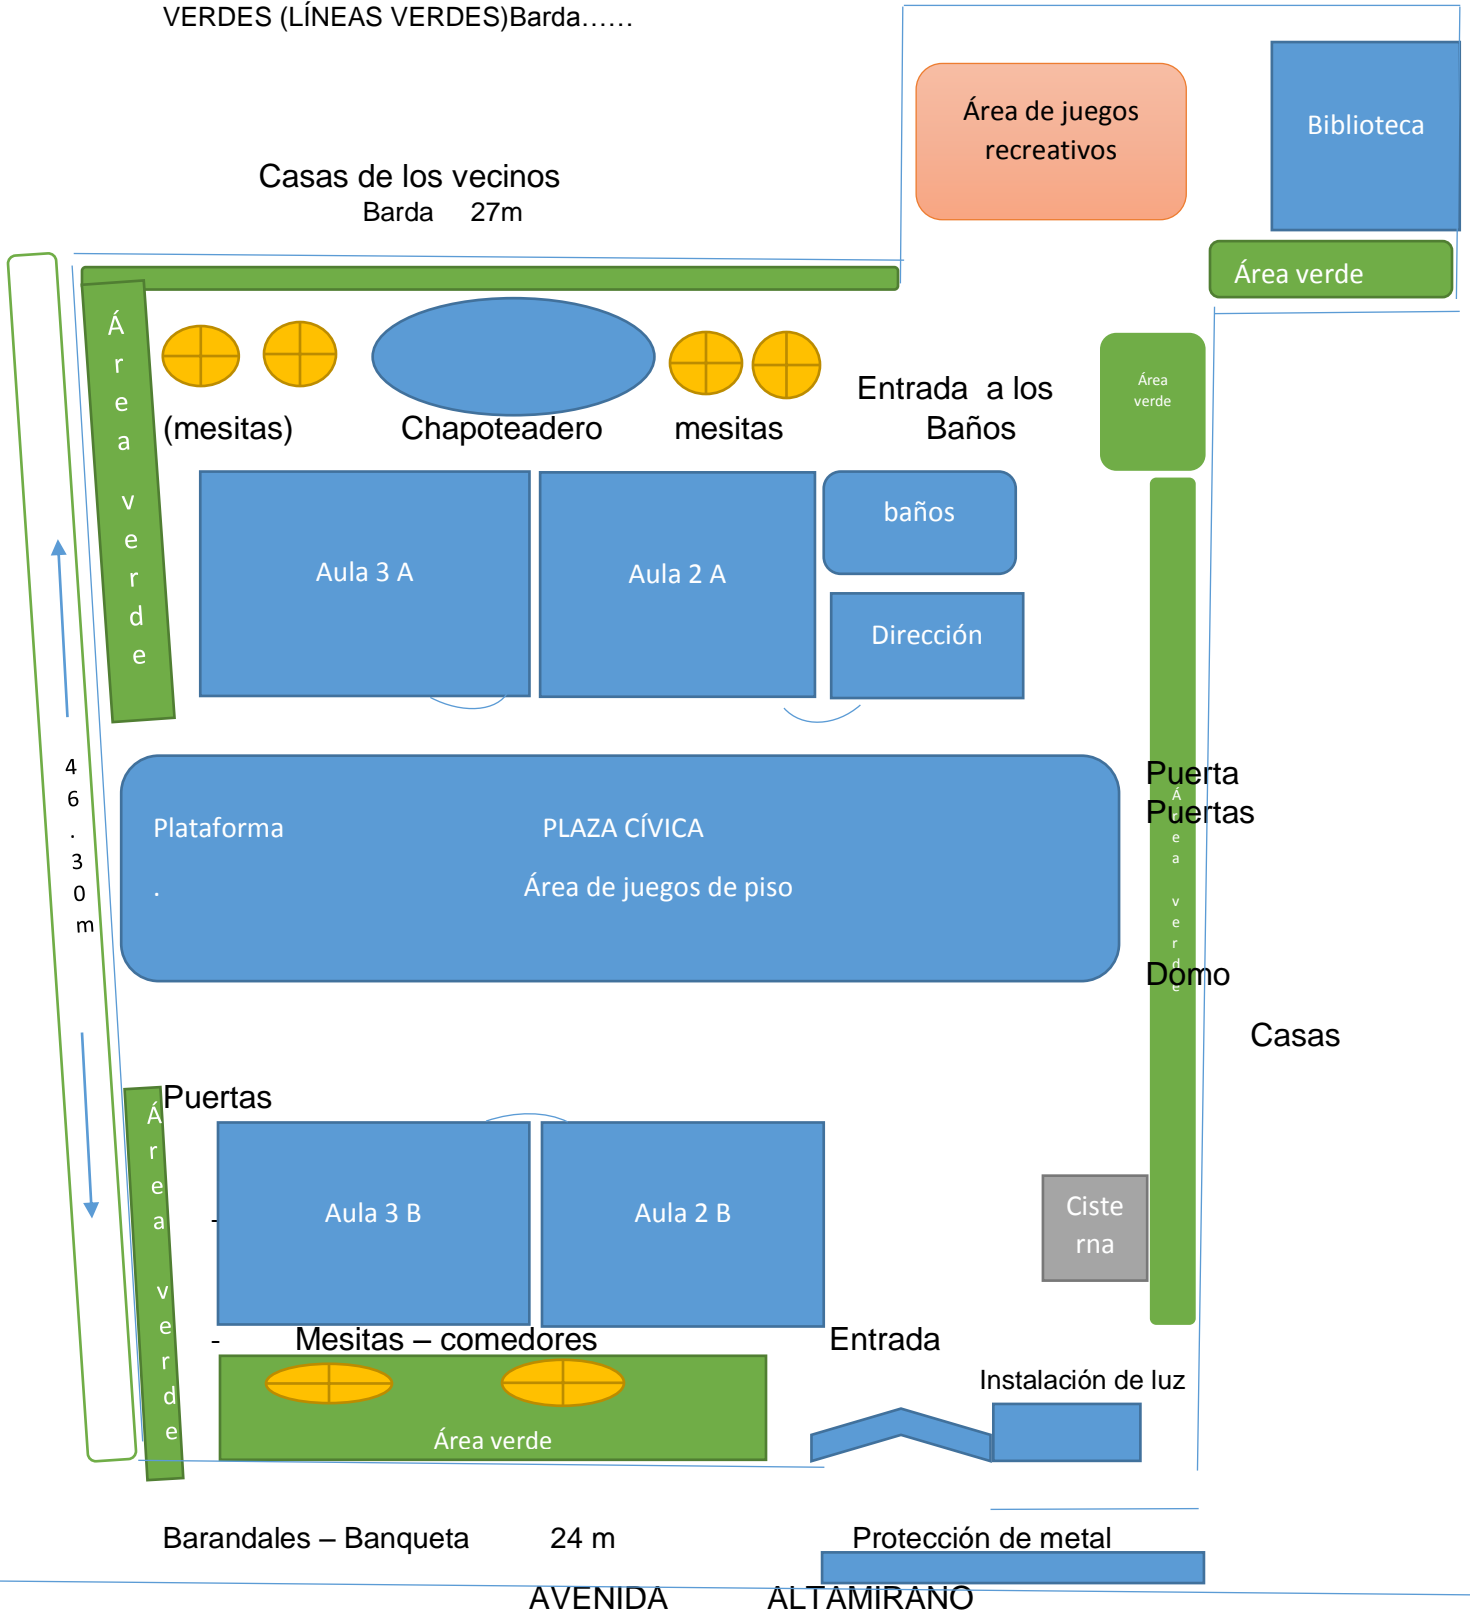 VERDES (LÍNEAS VERDES)Barda……
Área de juegos
recreativos
Biblioteca
Casas de los vecinos
Barda 27m
Área verde
Área verde
Área
verde
(mesitas)
Chapoteadero
mesitas
Entrada a los
Baños
baños
Aula 3 A
Aula 2 A
Dirección
46.30m
Plataforma
PLAZA CÍVICA
.
Área de juegos de piso
Puerta
Puertas
Área verde
Domo
Casas
Puertas
Área verde
Aula 3 B
Aula 2 B
Ciste
rna
-
-
Mesitas – comedores
Entrada
Instalación de luz
Área verde
Barandales – Banqueta 24 m
Protección de metal
AVENIDA ALTAMIRANO